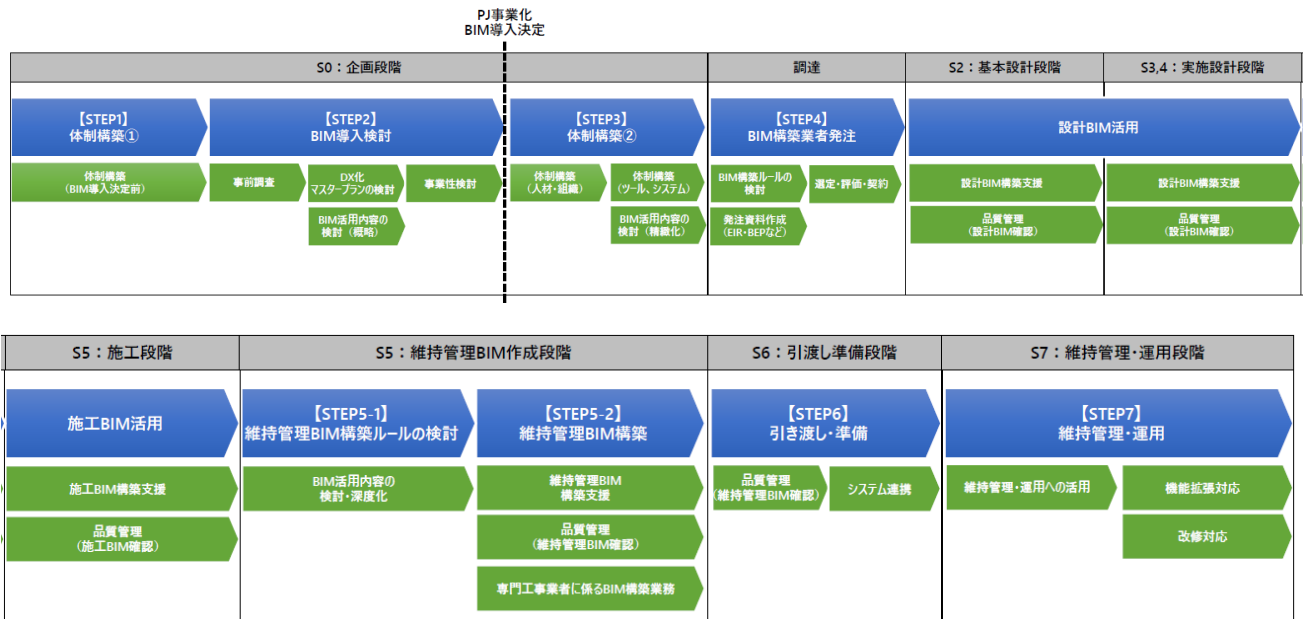 PJ事業化
BIM導入決定
S0：企画段階
調達
S2：基本設計段階
S3,4：実施設計段階
【STEP1】
体制構築①
【STEP2】
BIM導入検討
【STEP3】
体制構築②
【STEP4】
BIM構築業者発注
設計BIM活用
体制構築
（BIM導入決定前）
事前調査
DX化
マスタープランの検討
事業性検討
体制構築
（人材・組織）
体制構築
（ツール、システム）
BIM構築ルールの
検討
選定・評価・契約
設計BIM構築支援
設計BIM構築支援
BIM活用内容の
検討（概略）
BIM活用内容の
検討（精緻化）
発注資料作成
（EIR・BEPなど）
品質管理
（設計BIM確認）
品質管理
（設計BIM確認）
S5：施工段階
S5：維持管理BIM作成段階
S6：引渡し準備段階
S7：維持管理・運用段階
施工BIM活用
【STEP5-1】
維持管理BIM構築ルールの検討
【STEP5-2】
維持管理BIM構築
【STEP6】
引き渡し・準備
【STEP7】
維持管理・運用
施工BIM構築支援
BIM活用内容の
検討・深度化
維持管理BIM
構築支援
品質管理
（維持管理BIM確認）
システム連携
維持管理・運用への活用
機能拡張対応
品質管理
（施工BIM確認）
品質管理
（維持管理BIM確認）
改修対応
専門工事業者に係るBIM構築業務